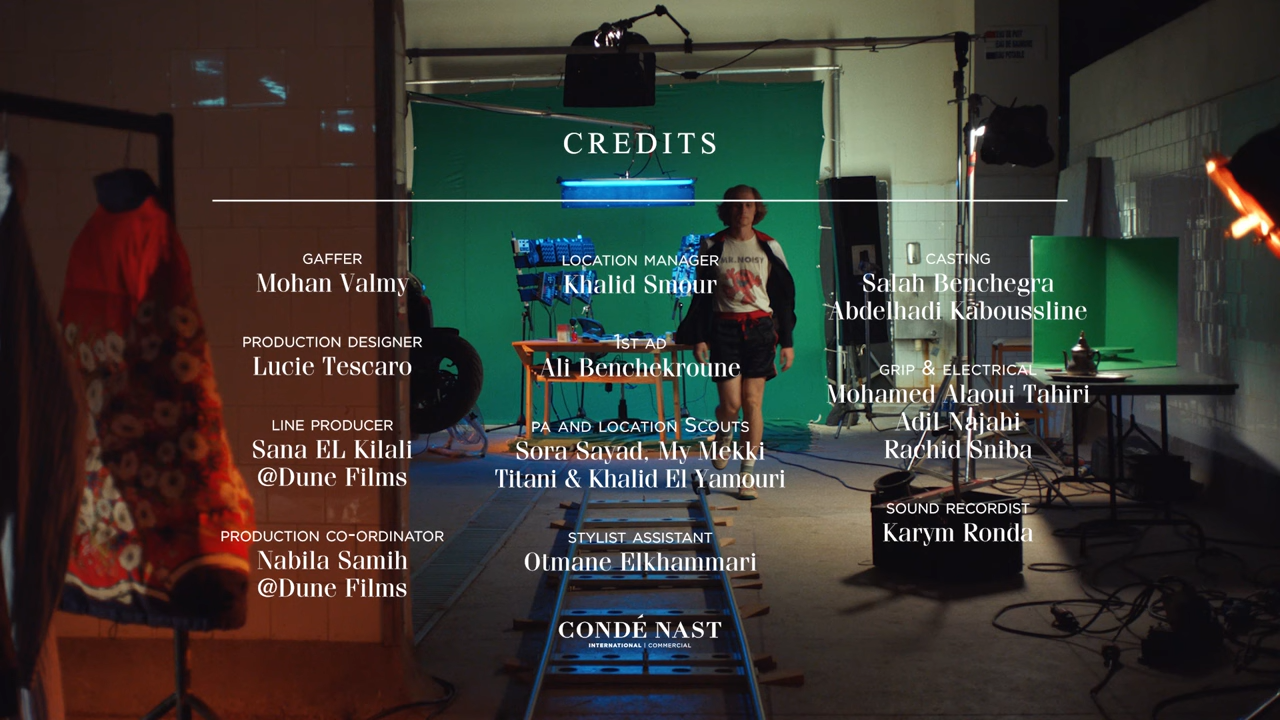 CREDITS
GAFFER
Mohan Valmy
PRODUCTION DESIGNER
Lucie Tescaro
LINE PRODUCER
Sana EL Kilali
@Dune Films
PRODUCTION CO-ORDINATOR
Nabila Samih
@Dune Films
LOCATION MANAGER
Khalid Smour
1ST AD
Ali Benchekroune
PA AND LOCATION SCOUTS
Sora Sayad, My Mekki
Titani & Khalid El Yamouri
STYLIST ASSISTANT
Otmane Elkhammari
CASTING
Salah Benchegra
Abdelhadi Kaboussline
GRIP & ELECTRICAL
Mohamed Alaoui Tahiri
Adil Najahi
Rachid Sniba
SOUND RECORDIST
Karym Ronda
MR. NOISY
CONDÉ NAST
INTERNATIONAL | COMMERCIAL